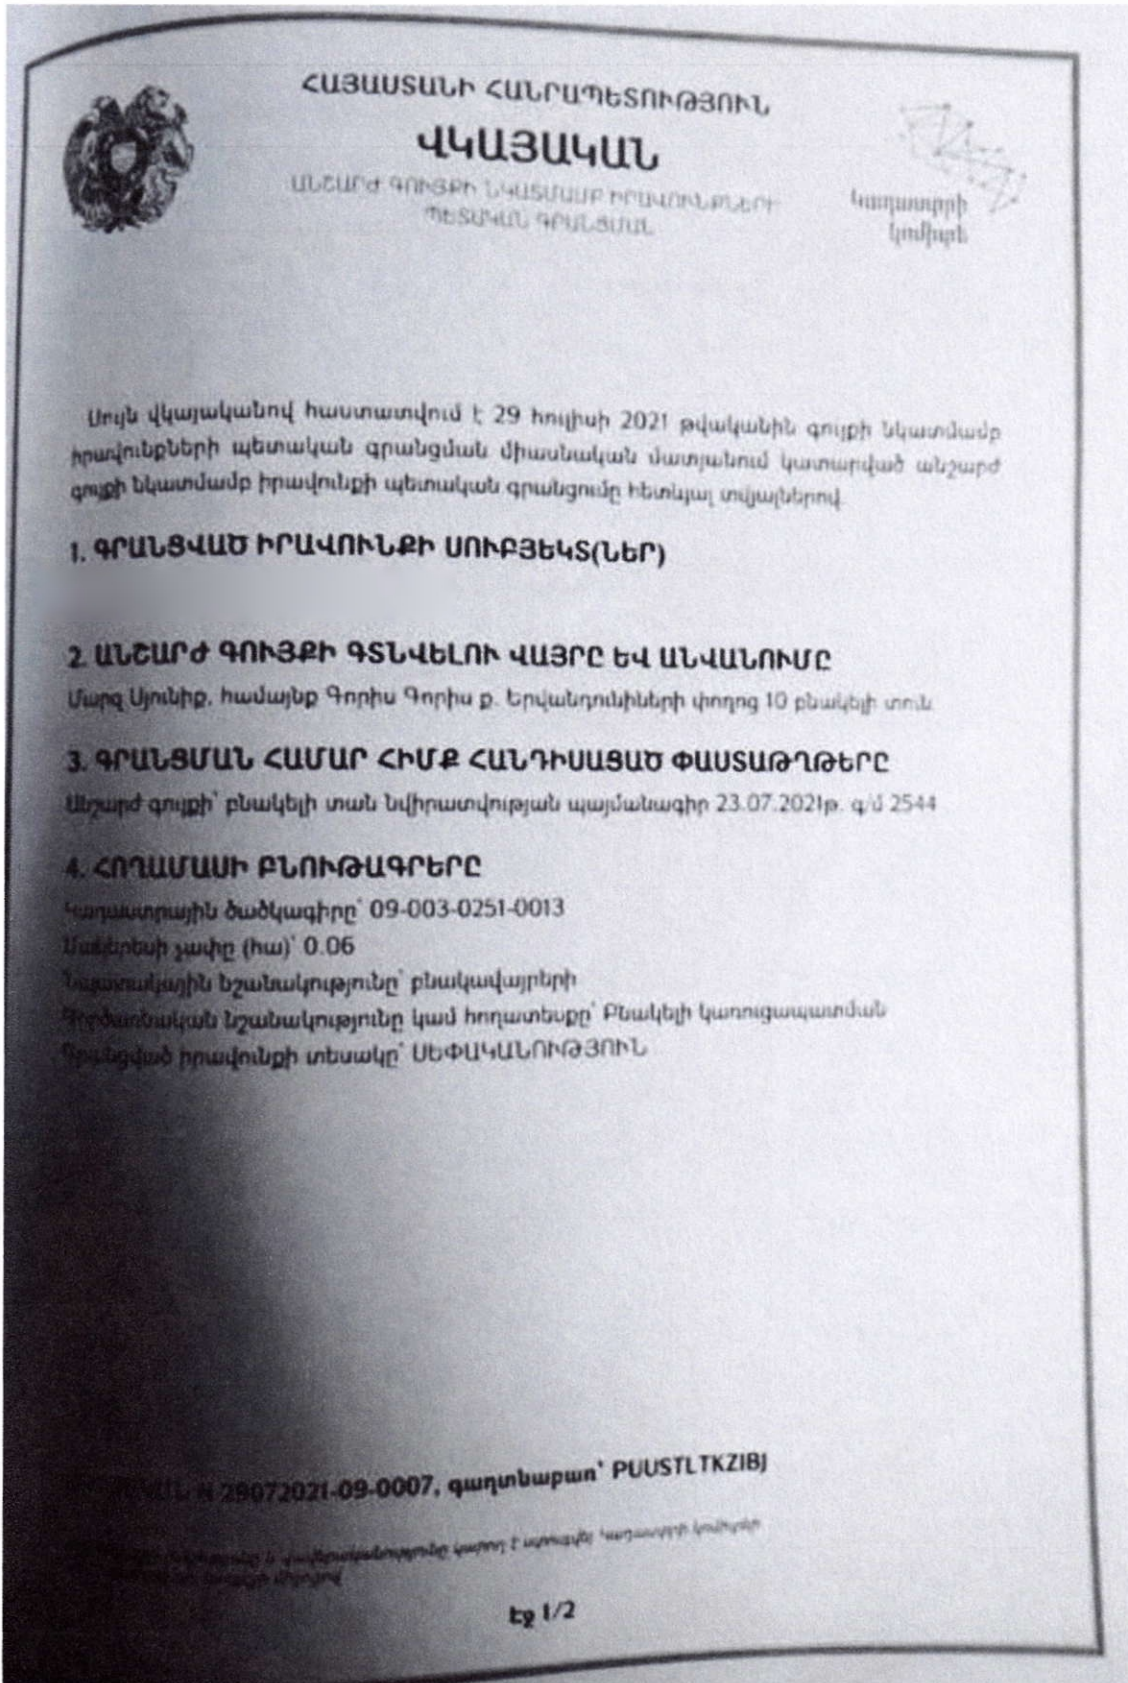 ՀԱՅԱՍՏԱՆԻ ՀԱՆՐԱՊԵՏՈՒԹՅՈՒՆ
ՎԿԱՅԱԿԱՆ
ԱՆՇԱՐԺ ԳՈՒՅՔԻ ՆԿԱՏՄԱՄԲ ԻՐԱՎՈՒՆՔՆԵՐԻ
ՊԵՏԱԿԱՆ ԳՐԱՆՑՄԱՆ
Կադաստրի
կոմիտե
Սույն վկայականով հաստատվում է 29 հուլիսի 2021 թվականին գույքի նկատմամբ
իրավունքների պետական գրանցման միասնական մատյանում կատարված անշարժ
գույքի նկատմամբ իրավունքի պետական գրանցումը հետևյալ տվյալներով
1. ԳՐԱՆՑՎԱԾ ԻՐԱՎՈՒՆՔԻ ՍՈՒԲՅԵԿՏ(ՆԵՐ)
2. ԱՆՇԱՐԺ ԳՈՒՅՔԻ ԳՏՆՎԵԼՈՒ ՎԱՅՐԸ ԵՎ ԱՆՎԱՆՈՒՄԸ
Մարզ Սյունիք, համայնք Գորիս Գորիս ք. Երվանդունիների փողոց 10 բնակելի տուն
3. ԳՐԱՆՑՄԱՆ ՀԱՄԱՐ ՀԻՄՔ ՀԱՆԴԻՍԱՑԱԾ ՓԱՍՏԱԹՂԹԵՐԸ
Անշարժ գույքի՝ բնակելի տան նվիրատվության պայմանագիր 23.07.2021թ. գ/մ 2544
4. ՀՈՂԱՄԱՍԻ ԲՆՈՒԹԱԳՐԵՐԸ
Կադաստրային ծածկագիրը՝ 09-003-0251-0013
Մակերեսի չափը (հա)՝ 0.06
Նպատակային նշանակությունը՝ բնակավայրերի
Գործառնական նշանակությունը կամ հողատեսքը՝ Բնակելի կառուցապատման
Գրանցված իրավունքի տեսակը՝ ՍԵՓԱԿԱՆՈՒԹՅՈՒՆ
N 29072021-09-0007, գաղտնաբառ՝ PUUSTLTKZIBJ
Էջ 1/2